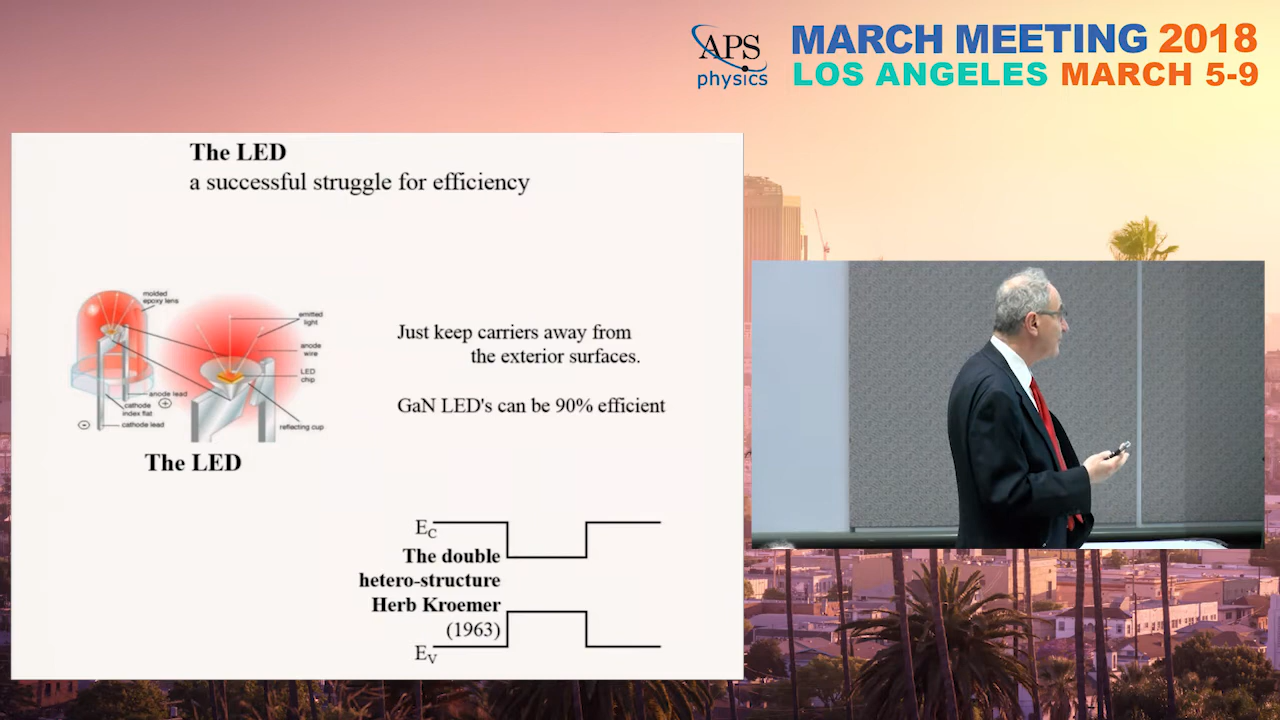 APS
physics
MARCH MEETING 2018
LOS ANGELES MARCH 5-9
The LED
a successful struggle for efficiency
molded
epoxy lens
emitted
light
anode
wire
LED
chip
anode lead
cathode
index flat
cathode lead
reflecting cup
The LED
Just keep carriers away from
the exterior surfaces.
GaN LED's can be 90% efficient
EC
The double
hetero-structure
Herb Kroemer
(1963)
EV